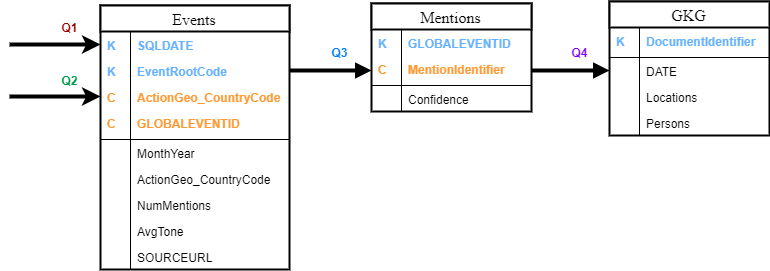 Q1
Q2
Events
K SQLDATE
K EventRootCode
C ActionGeo_CountryCode
C GLOBALEVENTID
MonthYear
ActionGeo_CountryCode
NumMentions
AvgTone
SOURCEURL
Q3
Mentions
K GLOBALEVENTID
C MentionIdentifier
Confidence
Q4
GKG
K DocumentIdentifier
DATE
Locations
Persons